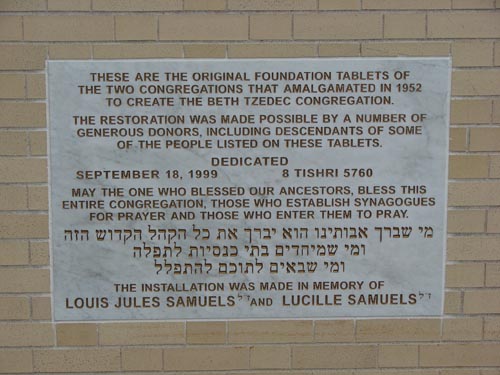 THESE ARE THE ORIGINAL FOUNDATION TABLETS OF
THE TWO CONGREGATIONS THAT AMALGAMATED IN 1952
TO CREATE THE BETH TZEDEC CONGREGATION.
THE RESTORATION WAS MADE POSSIBLE BY A NUMBER OF
GENEROUS DONORS, INCLUDING DESCENDANTS OF SOME
OF THE PEOPLE LISTED ON THESE TABLETS.
DEDICATED
SEPTEMBER 18, 1999 8 TISHRI 5760
MAY THE ONE WHO BLESSED OUR ANCESTORS, BLESS THIS
ENTIRE CONGREGATION, THOSE WHO ESTABLISH SYNAGOGUES
FOR PRAYER AND THOSE WHO ENTER THEM TO PRAY.
מי שברך אבותינו הוא יברך את כל הקהל הקדוש הזה
ומי שמיחדים בתי כנסיות לתפלה
ומי שבאים לתוכם להתפלל
THE INSTALLATION WAS MADE IN MEMORY OF
LOUIS JULES SAMUELS ז״ל AND LUCILLE SAMUELS ז״ל